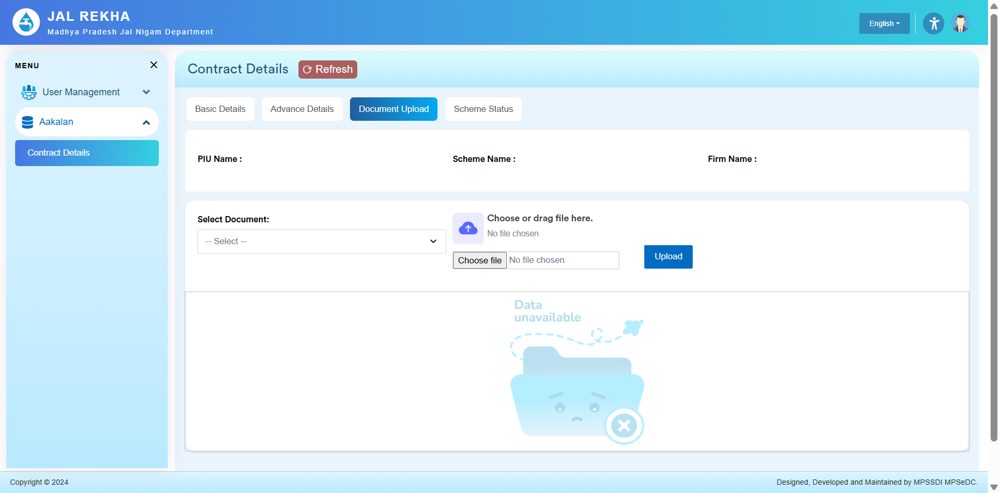 JAL REKHA
Madhya Pradesh Jal Nigam Department
English
MENU
User Management
Aakalan
Contract Details
Contract Details
Refresh
Basic Details
Advance Details
Document Upload
Scheme Status
PIU Name :
Scheme Name :
Firm Name :
Select Document:
-- Select --
Choose or drag file here.
No file chosen
Choose file No file chosen
Upload
Data
unavailable
Copyright © 2024
Designed, Developed and Maintained by MPSSDI MPSeDC.